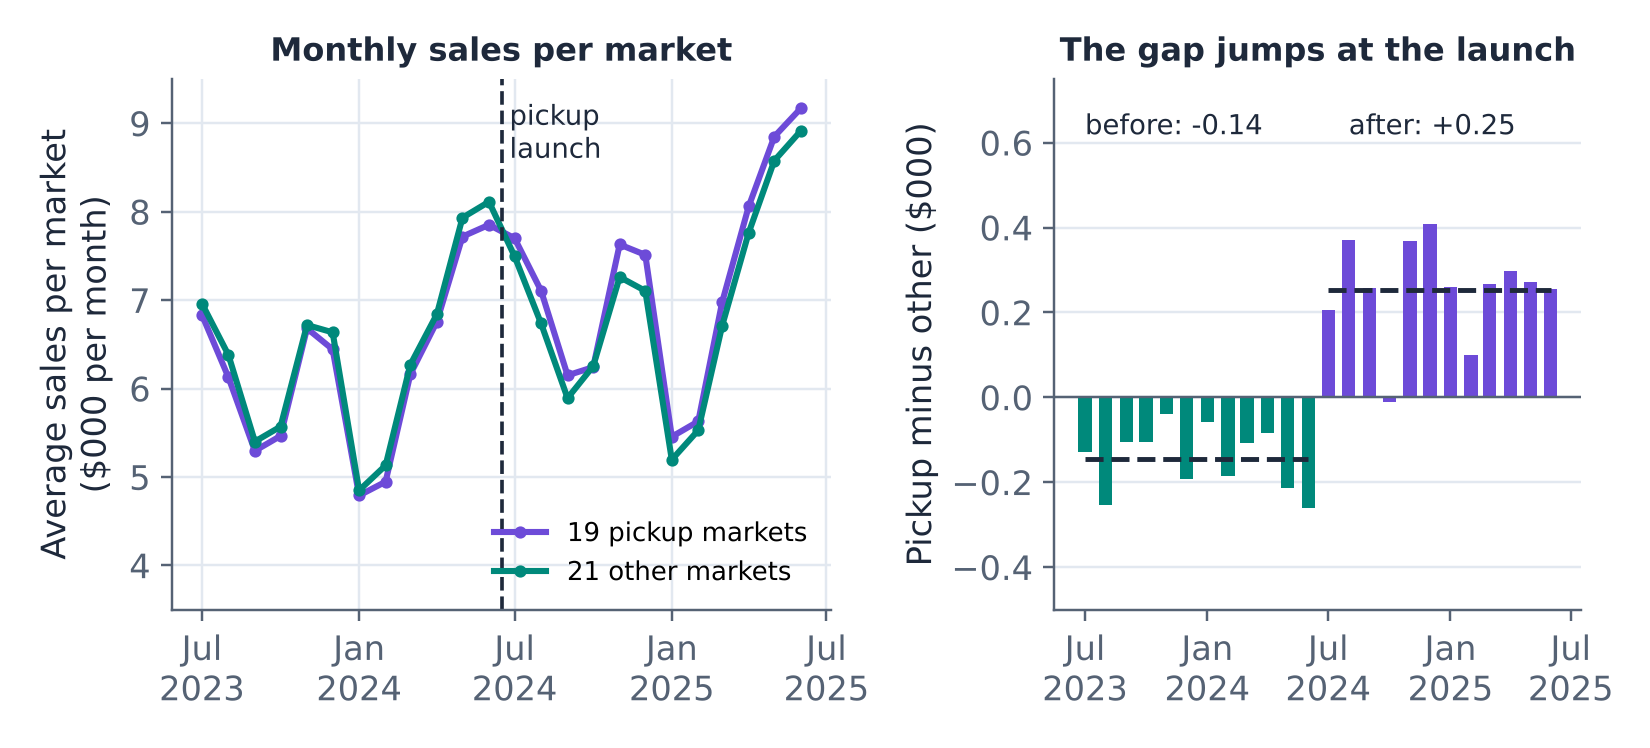 Monthly sales per market
Average sales per market
($000 per month)
9
8
7
6
5
4
pickup
launch
19 pickup markets
21 other markets
Jul
2023
Jan
2024
Jul
2024
Jan
2025
Jul
2025
The gap jumps at the launch
Pickup minus other ($000)
before: -0.14
after: +0.25
0.6
0.4
0.2
0.0
−0.2
−0.4
Jul
2023
Jan
2024
Jul
2024
Jan
2025
Jul
2025